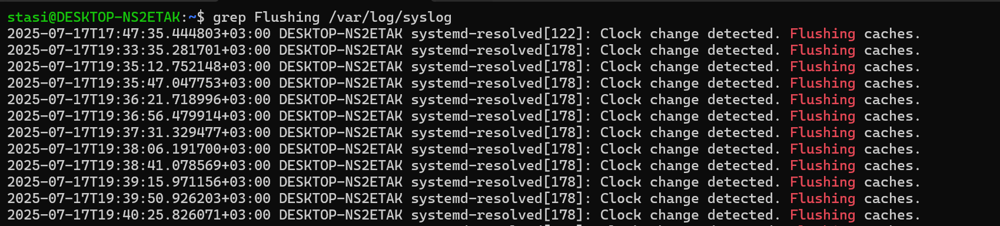 stasi@DESKTOP-NS2ETAK:~$ grep Flushing /var/log/syslog
2025-07-17T17:47:35.444803+03:00 DESKTOP-NS2ETAK systemd-resolved[122]: Clock change detected. Flushing caches.
2025-07-17T19:33:35.281701+03:00 DESKTOP-NS2ETAK systemd-resolved[178]: Clock change detected. Flushing caches.
2025-07-17T19:35:12.752148+03:00 DESKTOP-NS2ETAK systemd-resolved[178]: Clock change detected. Flushing caches.
2025-07-17T19:35:47.047753+03:00 DESKTOP-NS2ETAK systemd-resolved[178]: Clock change detected. Flushing caches.
2025-07-17T19:36:21.718996+03:00 DESKTOP-NS2ETAK systemd-resolved[178]: Clock change detected. Flushing caches.
2025-07-17T19:36:56.479914+03:00 DESKTOP-NS2ETAK systemd-resolved[178]: Clock change detected. Flushing caches.
2025-07-17T19:37:31.329477+03:00 DESKTOP-NS2ETAK systemd-resolved[178]: Clock change detected. Flushing caches.
2025-07-17T19:38:06.191700+03:00 DESKTOP-NS2ETAK systemd-resolved[178]: Clock change detected. Flushing caches.
2025-07-17T19:38:41.078569+03:00 DESKTOP-NS2ETAK systemd-resolved[178]: Clock change detected. Flushing caches.
2025-07-17T19:39:15.971156+03:00 DESKTOP-NS2ETAK systemd-resolved[178]: Clock change detected. Flushing caches.
2025-07-17T19:39:50.926203+03:00 DESKTOP-NS2ETAK systemd-resolved[178]: Clock change detected. Flushing caches.
2025-07-17T19:40:25.826071+03:00 DESKTOP-NS2ETAK systemd-resolved[178]: Clock change detected. Flushing caches.